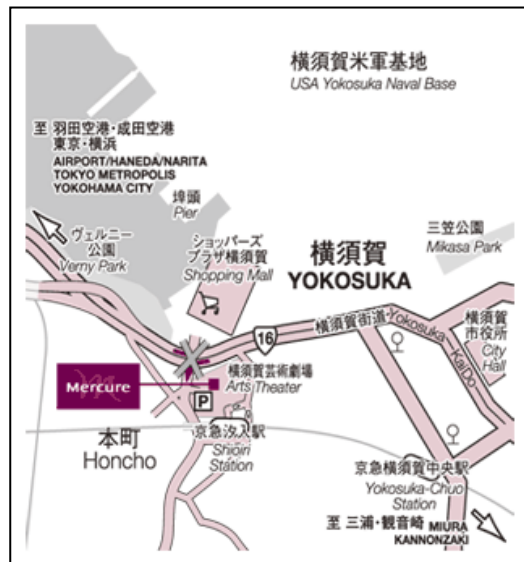 横須賀米軍基地
USA Yokosuka Naval Base
至 羽田空港・成田空港
東京・横浜
AIRPORT/HANEDA/NARITA
TOKYO METROPOLIS
YOKOHAMA CITY
埠頭
Pier
ヴェルニー
公園
Verny Park
ショッパーズ
プラザ横須賀
Shopping Mall
三笠公園
Mikasa Park
横須賀
YOKOSUKA
16
横須賀街道 Yokosuka KaiDo
横須賀
市役所
City
Hall
Mercure
横須賀芸術劇場
Arts Theater
P
本町
Honcho
京急汐入駅
Shioiri
Station
京急横須賀中央駅
Yokosuka-Chuo
Station
至 三浦・観音崎 MIURA
KANNONZAKI